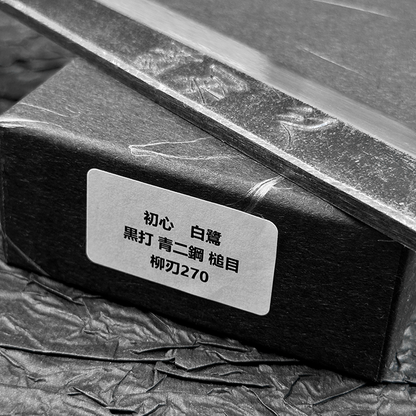 初心　白鷺
黒打 青二鋼 槌目
柳刃270